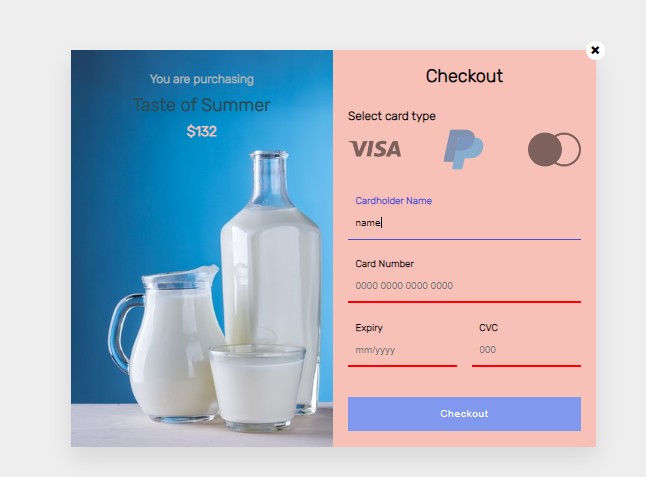 You are purchasing
Taste of Summer
$132
Checkout
Select card type
VISA
Cardholder Name
name
Card Number
0000 0000 0000 0000
Expiry
CVC
mm/yyyy
000
Checkout